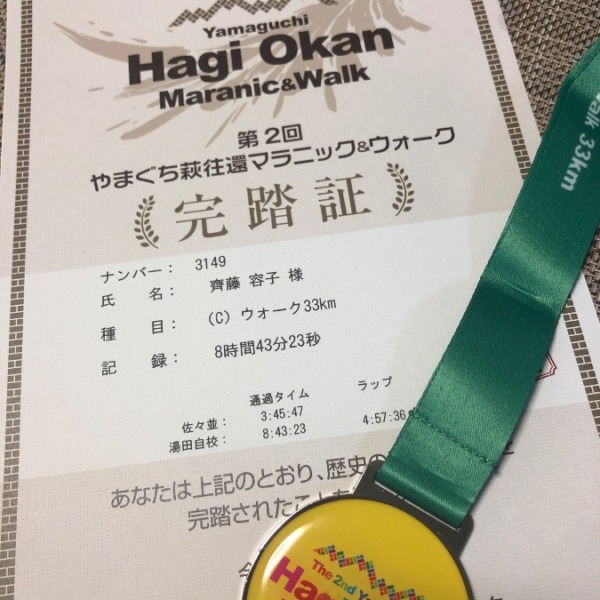 Yamaguchi
Hagi Okan
Maranic&Walk
第2回
やまぐち萩往還マラニック&ウォーク
完踏証
ナンバー： 3149
氏　名： 齊藤 容子 様
種　目： (C) ウォーク33km
記　録： 8時間43分23秒
通過タイム ラップ
佐々並： 3:45:47
湯田自校： 8:43:23 4:57:36
あなたは上記のとおり、歴史の
完踏された
alk 33km
The 2nd Ya
Hag